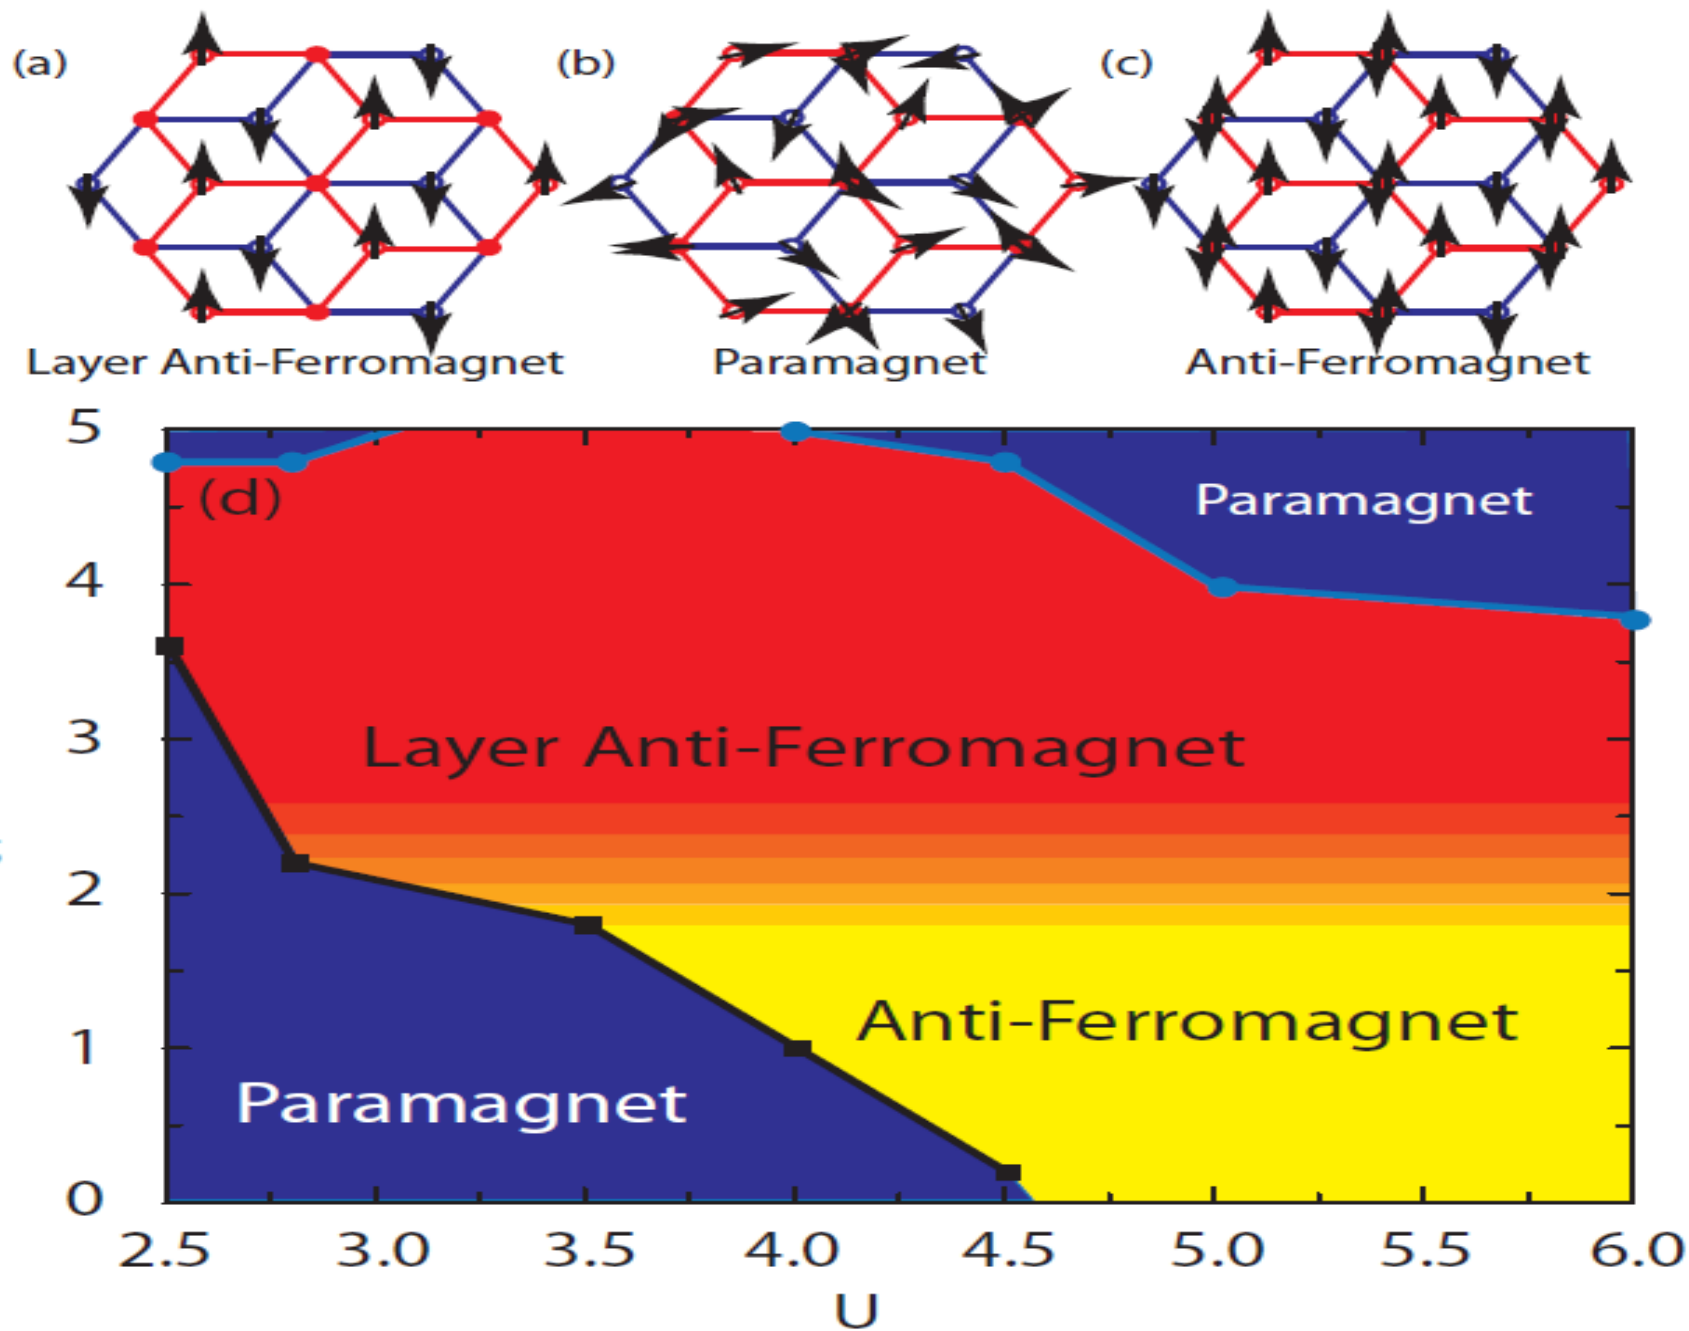 (a) (b) (c)
Layer Anti-Ferromagnet Paramagnet Anti-Ferromagnet
5
(d)
Paramagnet
4
3
Layer Anti-Ferromagnet
2
Anti-Ferromagnet
1
Paramagnet
0
2.5 3.0 3.5 4.0 4.5 5.0 5.5 6.0
U